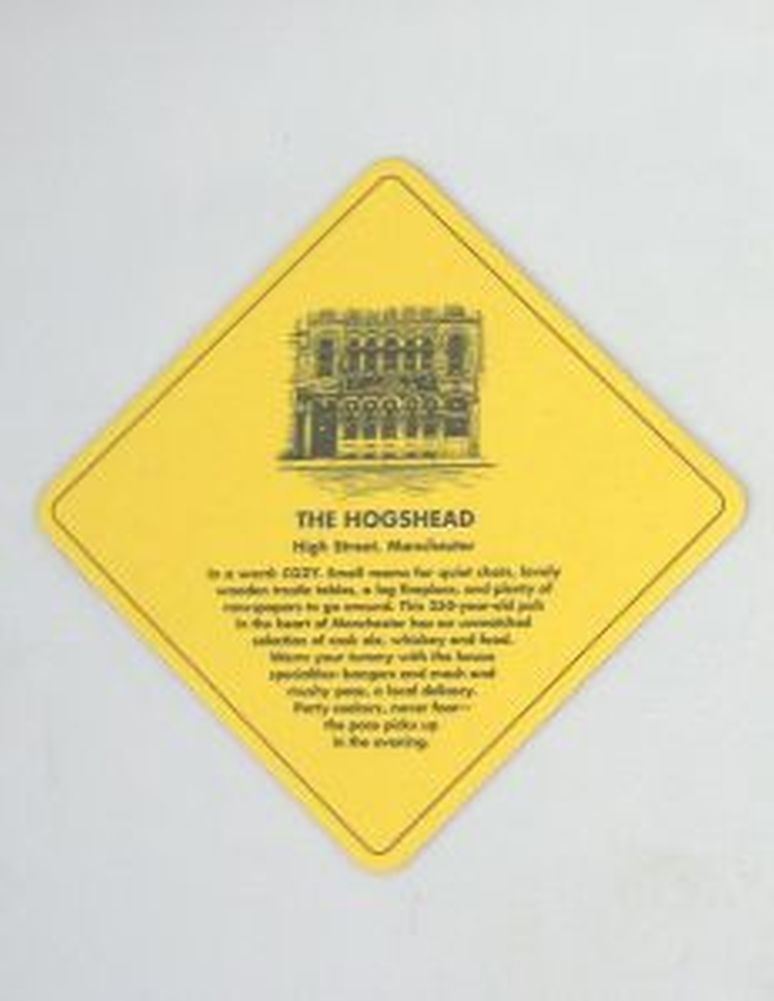 THE HOGSHEAD
High Street, Manchester
In a word: COZY. Small rooms for quiet chats, lovely
wooden trestle tables, a log fireplace, and plenty of
newspapers to go around. This 250-year-old pub
in the heart of Manchester has an unmatched
selection of cask ale, whiskey and food.
Warm your tummy with the house
specialties: bangers and mash and
mushy peas, a local delicacy.
Party seekers, never fear—
the pace picks up
in the evening.